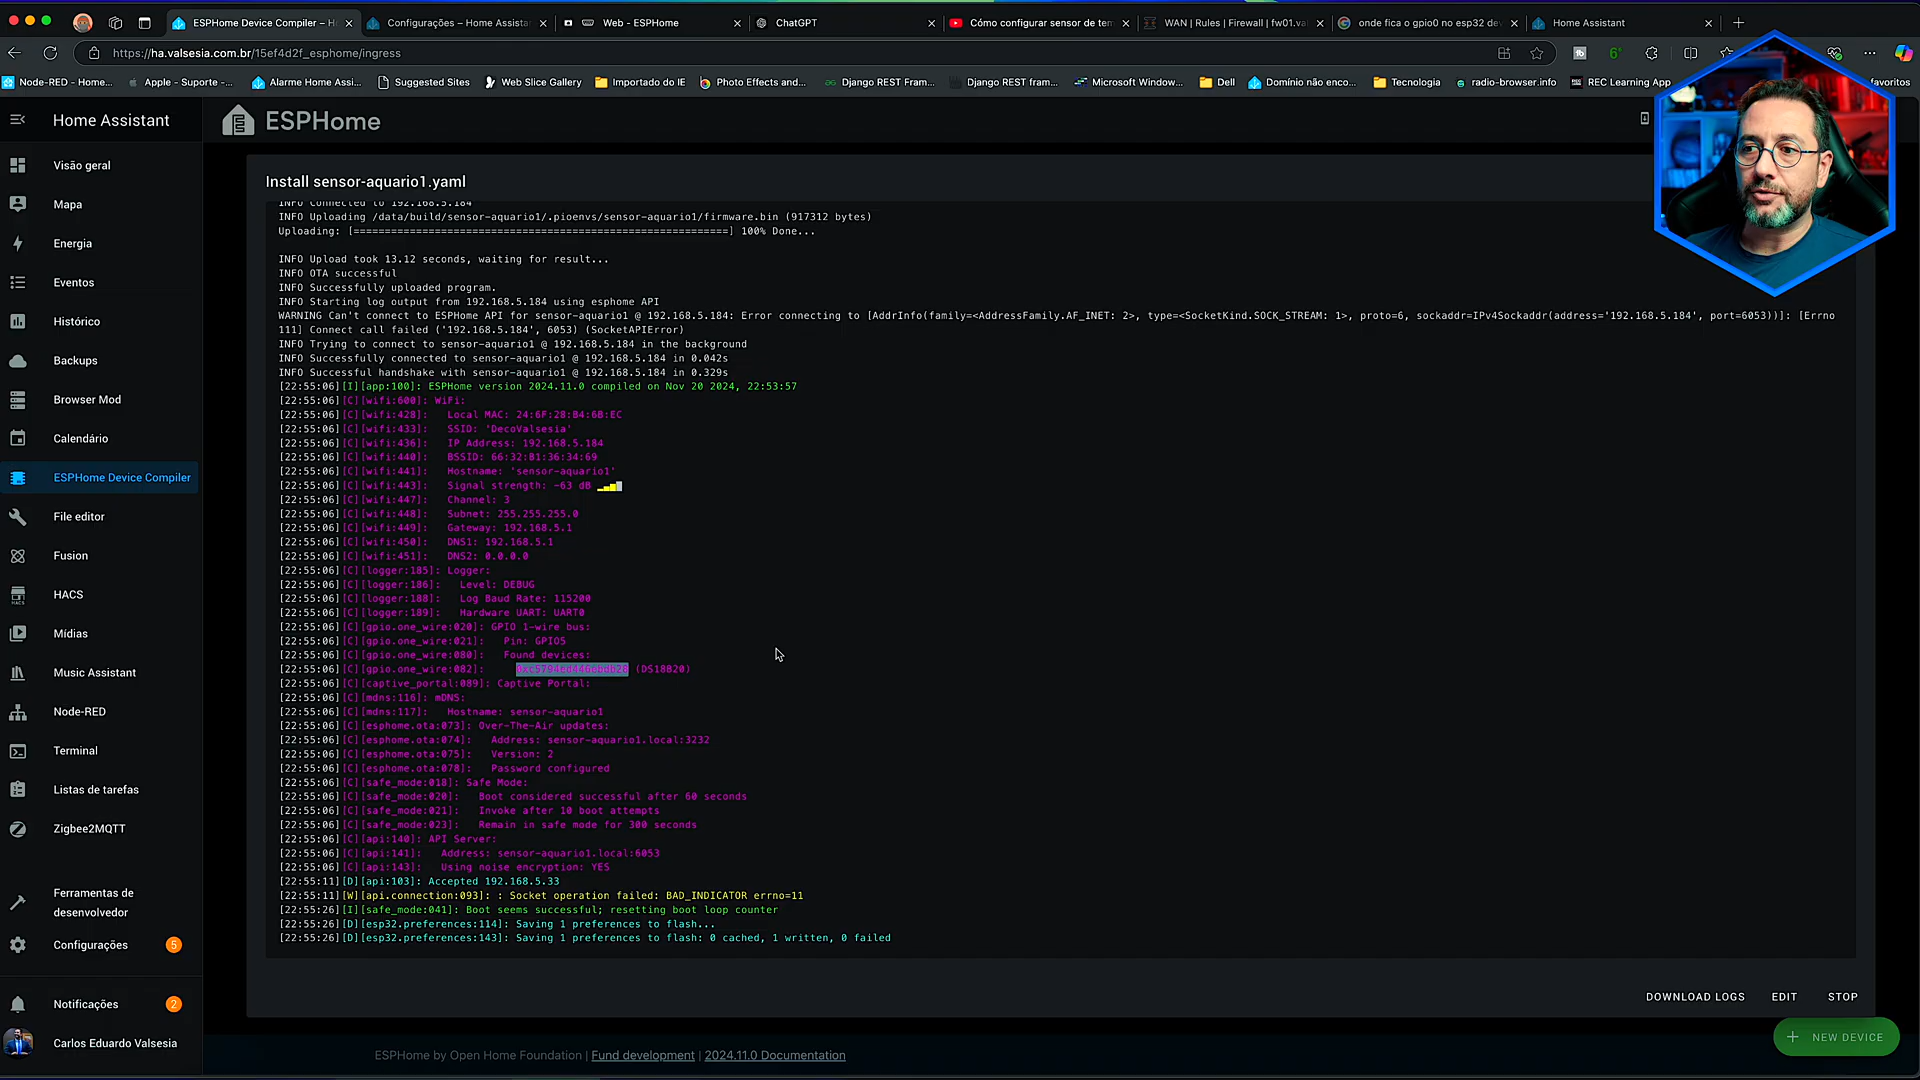 ESPHome Device Compiler – H
Configurações – Home Assista
Web - ESPHome
ChatGPT
Cómo configurar sensor de tem
WAN | Rules | Firewall | fw01.va
onde fica o gpio0 no esp32 de
Home Assistant
https://ha.valsesia.com.br/15ef4d2f_esphome/ingress
Node-RED - Home...
Apple - Suporte -...
Alarme Home Assi...
Suggested Sites
Web Slice Gallery
Importado do IE
Photo Effects and...
Django REST Fram...
Django REST fram...
Microsoft Window...
Dell
Domínio não enco...
Tecnologia
radio-browser.info
REC Learning App
favoritos
Home Assistant
ESPHome
Visão geral
Mapa
Energia
Eventos
Histórico
Backups
Browser Mod
Calendário
ESPHome Device Compiler
File editor
Fusion
HACS
Mídias
Music Assistant
Node-RED
Terminal
Listas de tarefas
Zigbee2MQTT
Ferramentas de
desenvolvedor
Configurações 5
Notificações 2
Carlos Eduardo Valsesia
Install sensor-aquario1.yaml
INFO Connected to 192.168.5.184
INFO Uploading /data/build/sensor-aquario1/.pioenvs/sensor-aquario1/firmware.bin (917312 bytes)
Uploading: [============================================================] 100% Done...
INFO Upload took 13.12 seconds, waiting for result...
INFO OTA successful
INFO Successfully uploaded program.
INFO Starting log output from 192.168.5.184 using esphome API
WARNING Can't connect to ESPHome API for sensor-aquario1 @ 192.168.5.184: Error connecting to [AddrInfo(family=<AddressFamily.AF_INET: 2>, type=<SocketKind.SOCK_STREAM: 1>, proto=6, sockaddr=IPv4Sockaddr(address='192.168.5.184', port=6053))]: [Errno
111] Connect call failed ('192.168.5.184', 6053) (SocketAPIError)
INFO Trying to connect to sensor-aquario1 @ 192.168.5.184 in the background
INFO Successfully connected to sensor-aquario1 @ 192.168.5.184 in 0.042s
INFO Successful handshake with sensor-aquario1 @ 192.168.5.184 in 0.329s
[22:55:06][I][app:100]: ESPHome version 2024.11.0 compiled on Nov 20 2024, 22:53:57
[22:55:06][C][wifi:600]: WiFi:
[22:55:06][C][wifi:428]: Local MAC: 24:6F:28:B4:6B:EC
[22:55:06][C][wifi:433]: SSID: 'DecoValsesia'
[22:55:06][C][wifi:436]: IP Address: 192.168.5.184
[22:55:06][C][wifi:440]: BSSID: 66:32:B1:36:34:69
[22:55:06][C][wifi:441]: Hostname: 'sensor-aquario1'
[22:55:06][C][wifi:443]: Signal strength: -63 dB
[22:55:06][C][wifi:447]: Channel: 3
[22:55:06][C][wifi:448]: Subnet: 255.255.255.0
[22:55:06][C][wifi:449]: Gateway: 192.168.5.1
[22:55:06][C][wifi:450]: DNS1: 192.168.5.1
[22:55:06][C][wifi:451]: DNS2: 0.0.0.0
[22:55:06][C][logger:185]: Logger:
[22:55:06][C][logger:186]: Level: DEBUG
[22:55:06][C][logger:188]: Log Baud Rate: 115200
[22:55:06][C][logger:189]: Hardware UART: UART0
[22:55:06][C][gpio.one_wire:020]: GPIO 1-wire bus:
[22:55:06][C][gpio.one_wire:021]: Pin: GPIO5
[22:55:06][C][gpio.one_wire:080]: Found devices:
[22:55:06][C][gpio.one_wire:082]: (DS18B20)
[22:55:06][C][captive_portal:089]: Captive Portal:
[22:55:06][C][mdns:116]: mDNS:
[22:55:06][C][mdns:117]: Hostname: sensor-aquario1
[22:55:06][C][esphome.ota:073]: Over-The-Air updates:
[22:55:06][C][esphome.ota:074]: Address: sensor-aquario1.local:3232
[22:55:06][C][esphome.ota:075]: Version: 2
[22:55:06][C][esphome.ota:078]: Password configured
[22:55:06][C][safe_mode:018]: Safe Mode:
[22:55:06][C][safe_mode:020]: Boot considered successful after 60 seconds
[22:55:06][C][safe_mode:021]: Invoke after 10 boot attempts
[22:55:06][C][safe_mode:023]: Remain in safe mode for 300 seconds
[22:55:06][C][api:140]: API Server:
[22:55:06][C][api:141]: Address: sensor-aquario1.local:6053
[22:55:06][C][api:143]: Using noise encryption: YES
[22:55:11][D][api:103]: Accepted 192.168.5.33
[22:55:11][W][api.connection:093]: : Socket operation failed: BAD_INDICATOR errno=11
[22:55:26][I][safe_mode:041]: Boot seems successful; resetting boot loop counter
[22:55:26][D][esp32.preferences:114]: Saving 1 preferences to flash...
[22:55:26][D][esp32.preferences:143]: Saving 1 preferences to flash: 0 cached, 1 written, 0 failed
DOWNLOAD LOGS EDIT STOP
NEW DEVICE
ESPHome by Open Home Foundation | Fund development | 2024.11.0 Documentation